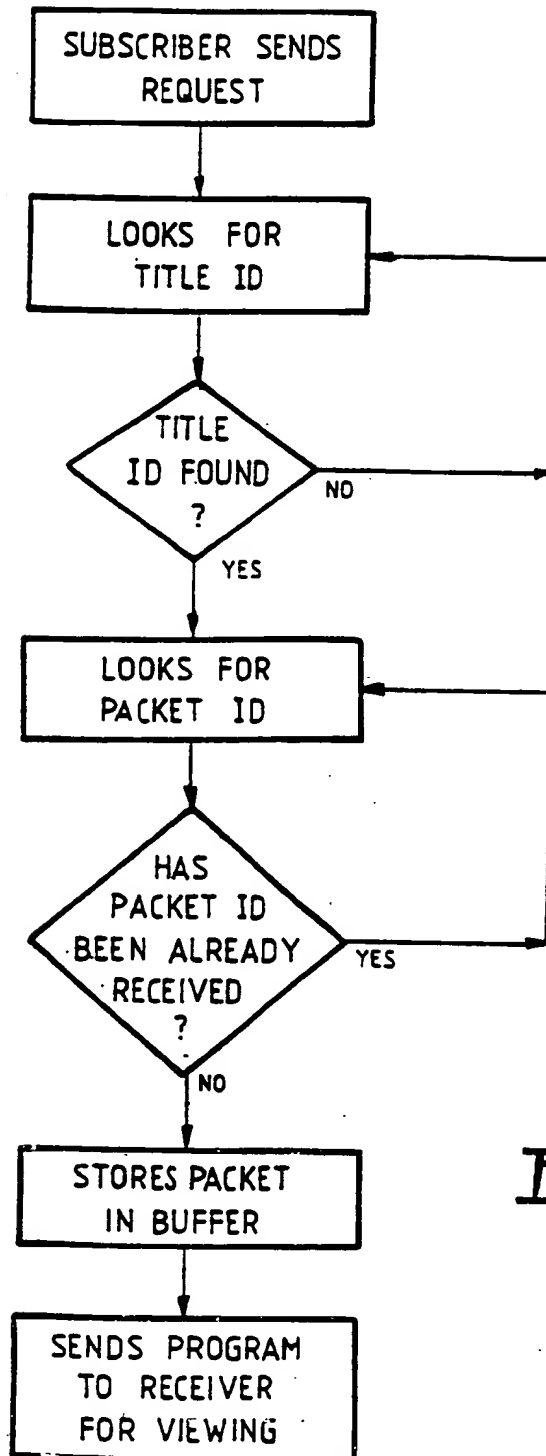 SUBSCRIBER SENDS
REQUEST
LOOKS FOR
TITLE ID
TITLE
ID FOUND
?
NO
YES
LOOKS FOR
PACKET ID
HAS
PACKET ID
BEEN ALREADY
RECEIVED
?
YES
NO
STORES PACKET
IN BUFFER
SENDS PROGRAM
TO RECEIVER
FOR VIEWING